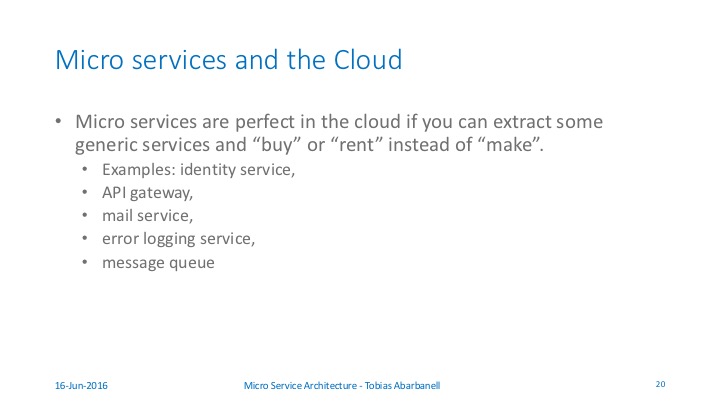 Micro services and the Cloud
• Micro services are perfect in the cloud if you can extract some
generic services and “buy” or “rent” instead of “make”.
• Examples: identity service,
• API gateway,
• mail service,
• error logging service,
• message queue
16-Jun-2016
Micro Service Architecture - Tobias Abarbanell
20